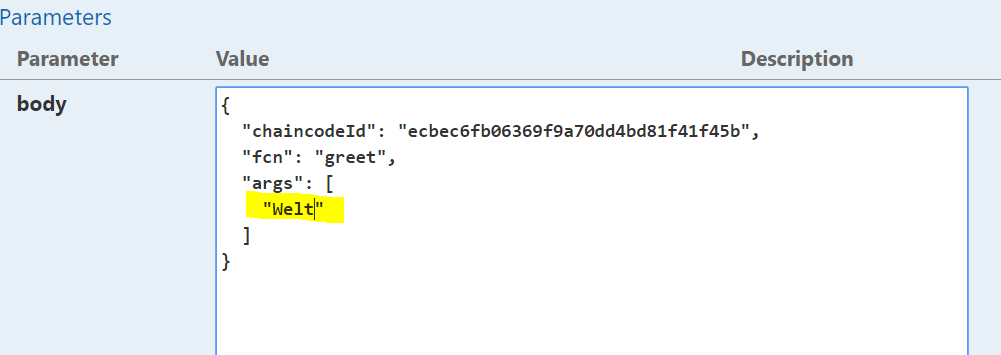 Parameters
Parameter Value Description
body
{
"chaincodeId": "ecbec6fb06369f9a70dd4bd81f41f45b",
"fcn": "greet",
"args": [
"Welt"
]
}